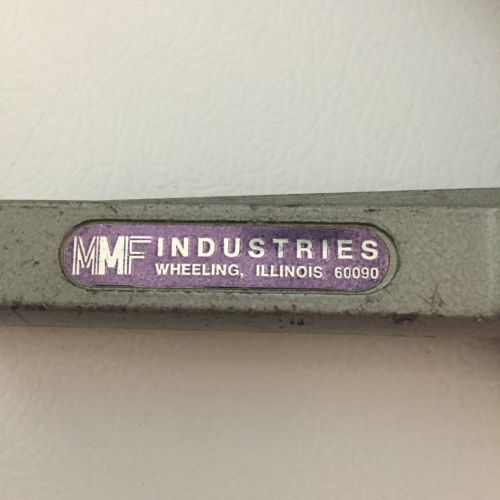 MMF INDUSTRIES
WHEELING, ILLINOIS 60090